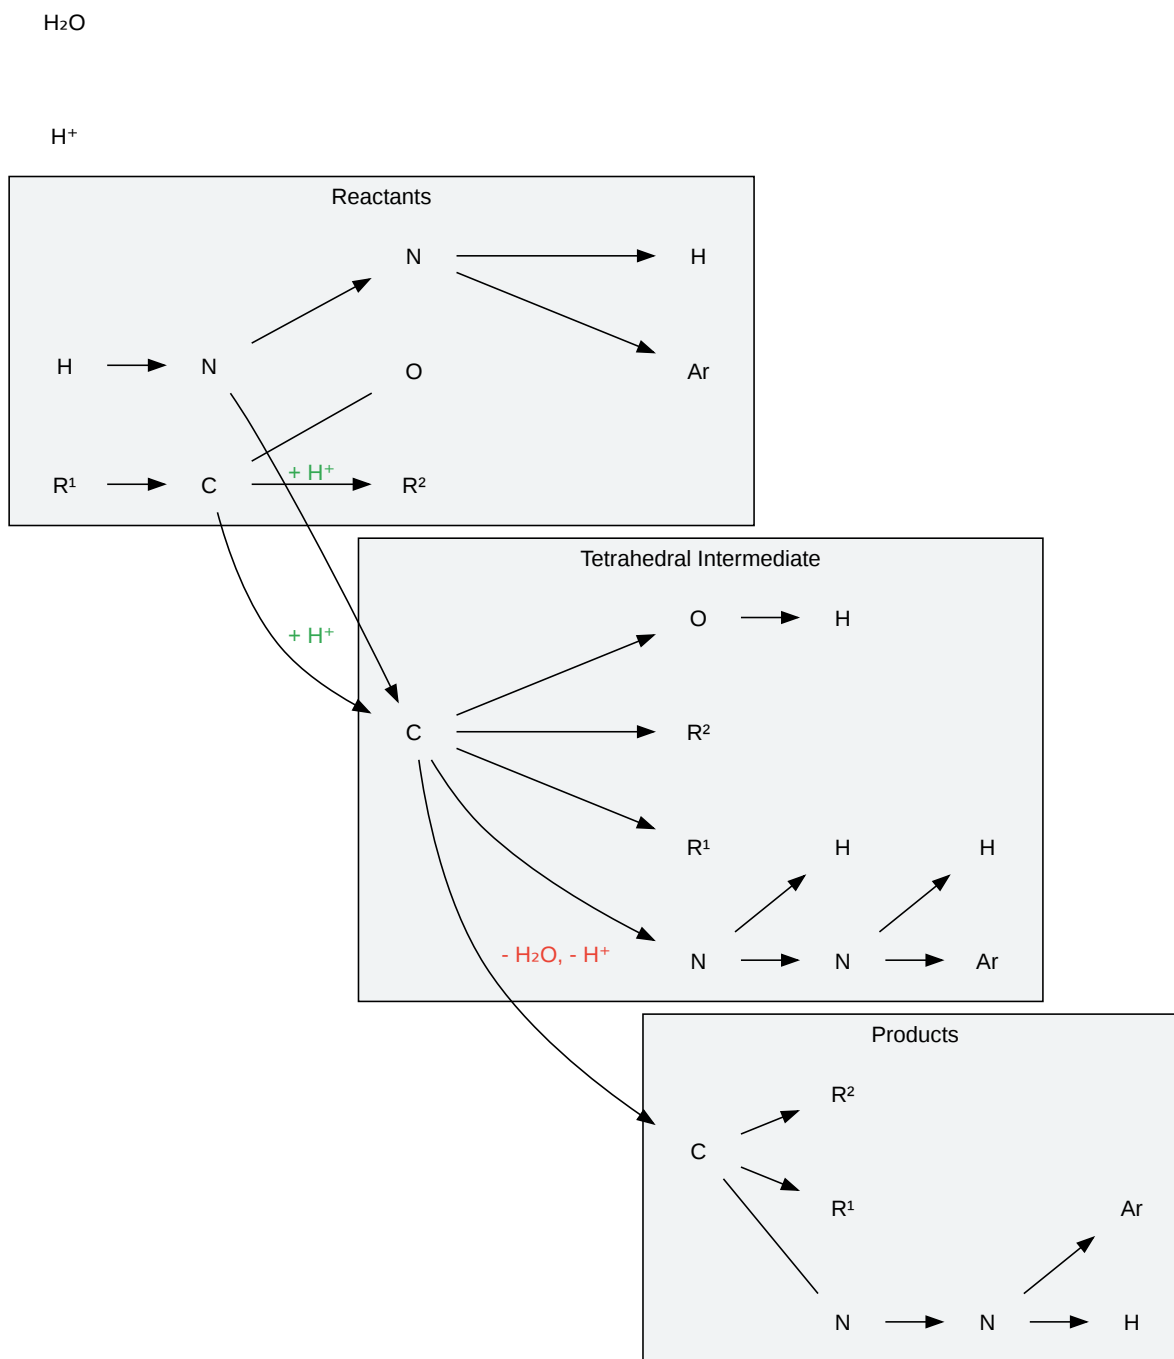 H₂O
H⁺
Reactants
N H
H N O Ar
+ H⁺
R¹ C R²
Tetrahedral Intermediate
O H
+ H⁺
C R²
R¹ H H
- H₂O, - H⁺
N N Ar
Products
R²
C
R¹ Ar
N N H